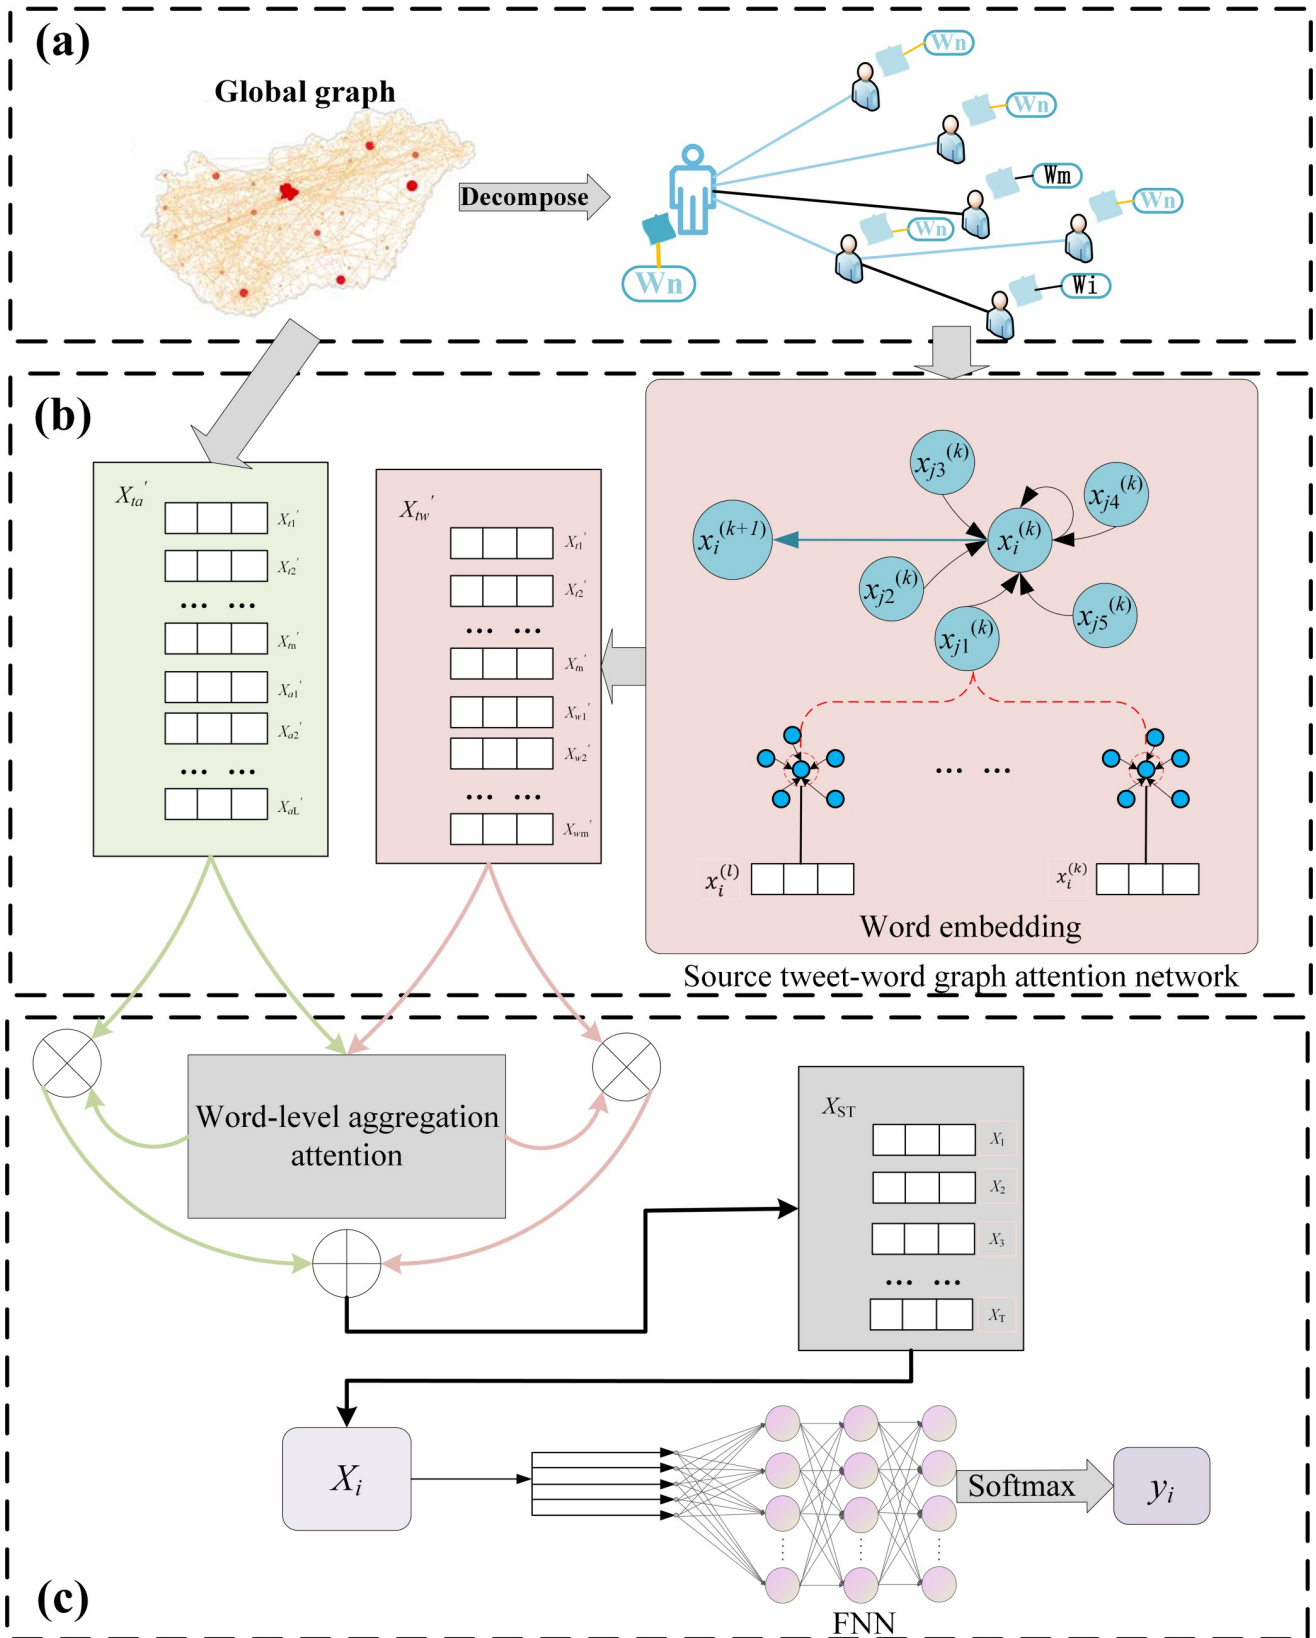 (a)
Global graph
Decompose
Wn
Wn
Wn
Wm
Wn
Wn
Wi
(b)
X_ta'
X_t1'
X_t2'
... ...
X_tn'
X_a1'
X_a2'
... ...
X_aL'
X_tw'
X_t1'
X_t2'
... ...
X_tn'
X_w1'
X_w2'
... ...
X_wm'
x_j3^(k)
x_j4^(k)
x_i^(k+1)
x_i^(k)
x_j2^(k)
x_j1^(k)
x_j5^(k)
... ...
x_i^(l)
x_i^(k)
Word embedding
Source tweet-word graph attention network
Word-level aggregation
attention
X_ST
X_1
X_2
X_3
... ...
X_T
X_i
Softmax
y_i
FNN
(c)